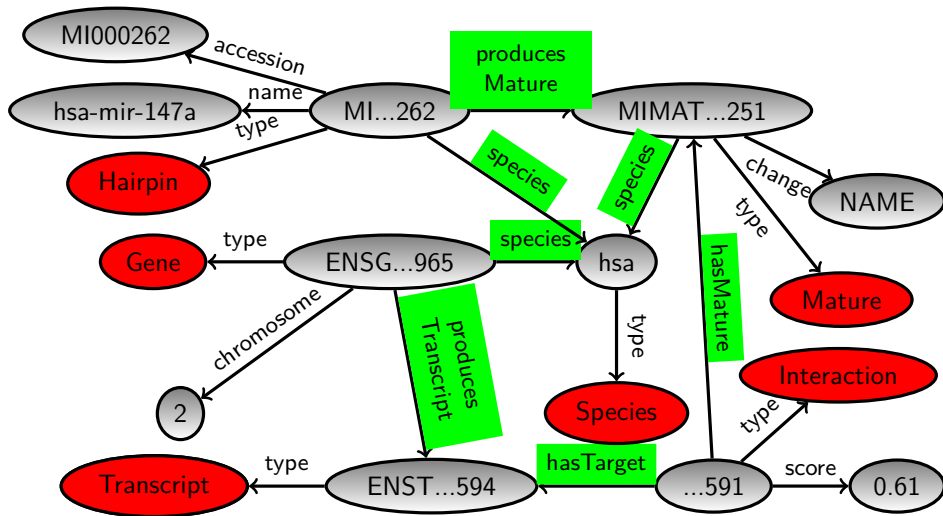 MI000262
accession
produces
Mature
hsa-mir-147a
name
MI...262
MIMAT...251
type
Hairpin
species
species
change
NAME
type
Gene
type
ENSG...965
species
hsa
hasMature
Mature
chromosome
produces
Transcript
type
Interaction
2
Species
type
Transcript
type
ENST...594
hasTarget
...591
score
0.61